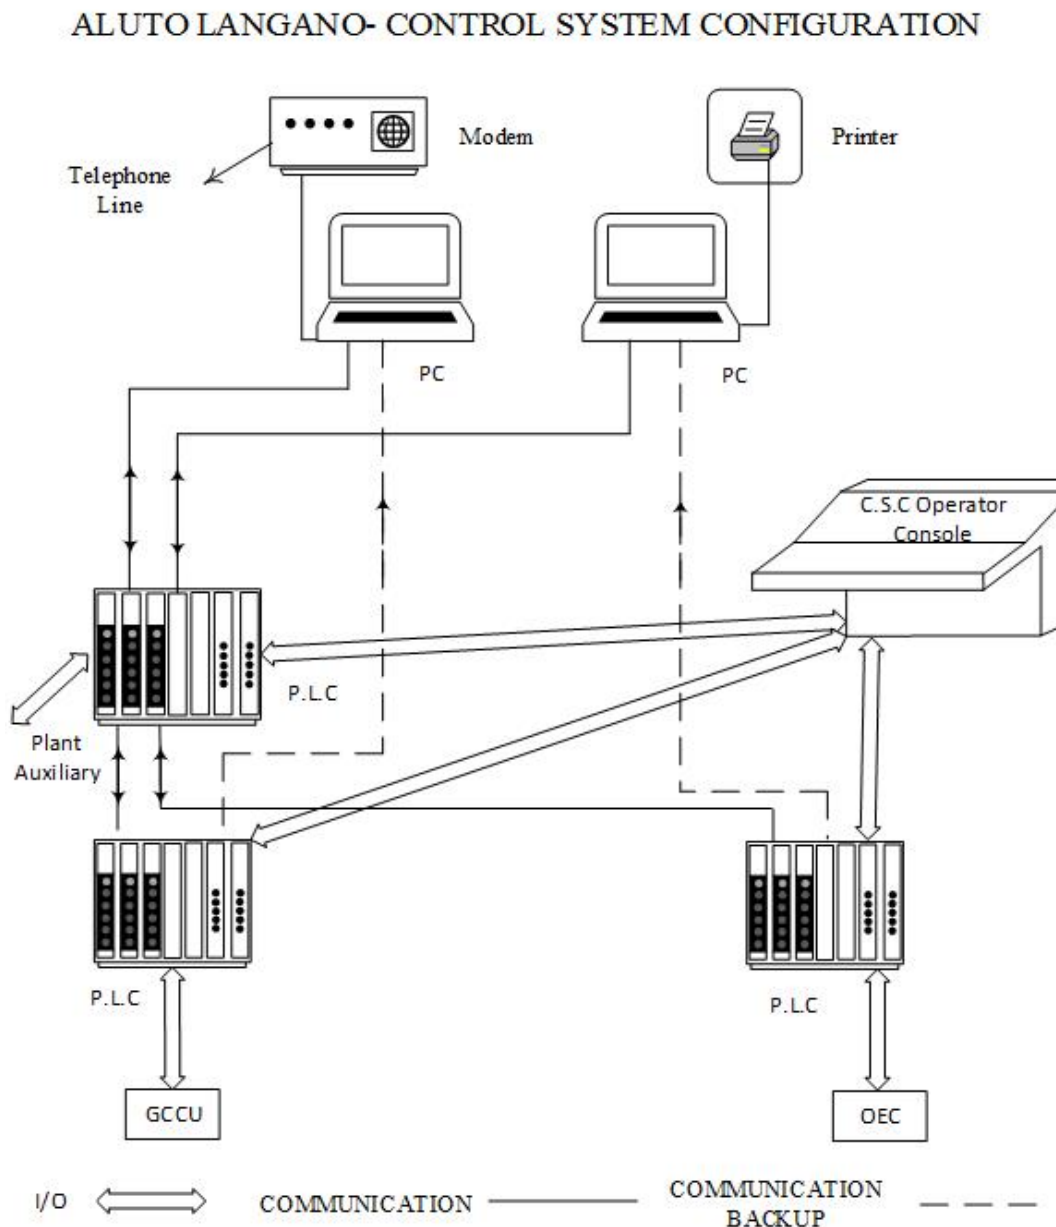 ALUTO LANGANO- CONTROL SYSTEM CONFIGURATION
Modem
Printer
Telephone
Line
PC
PC
C.S.C Operator
Console
P.L.C
Plant
Auxiliary
P.L.C
P.L.C
GCCU
OEC
I/O
COMMUNICATION
COMMUNICATION
BACKUP